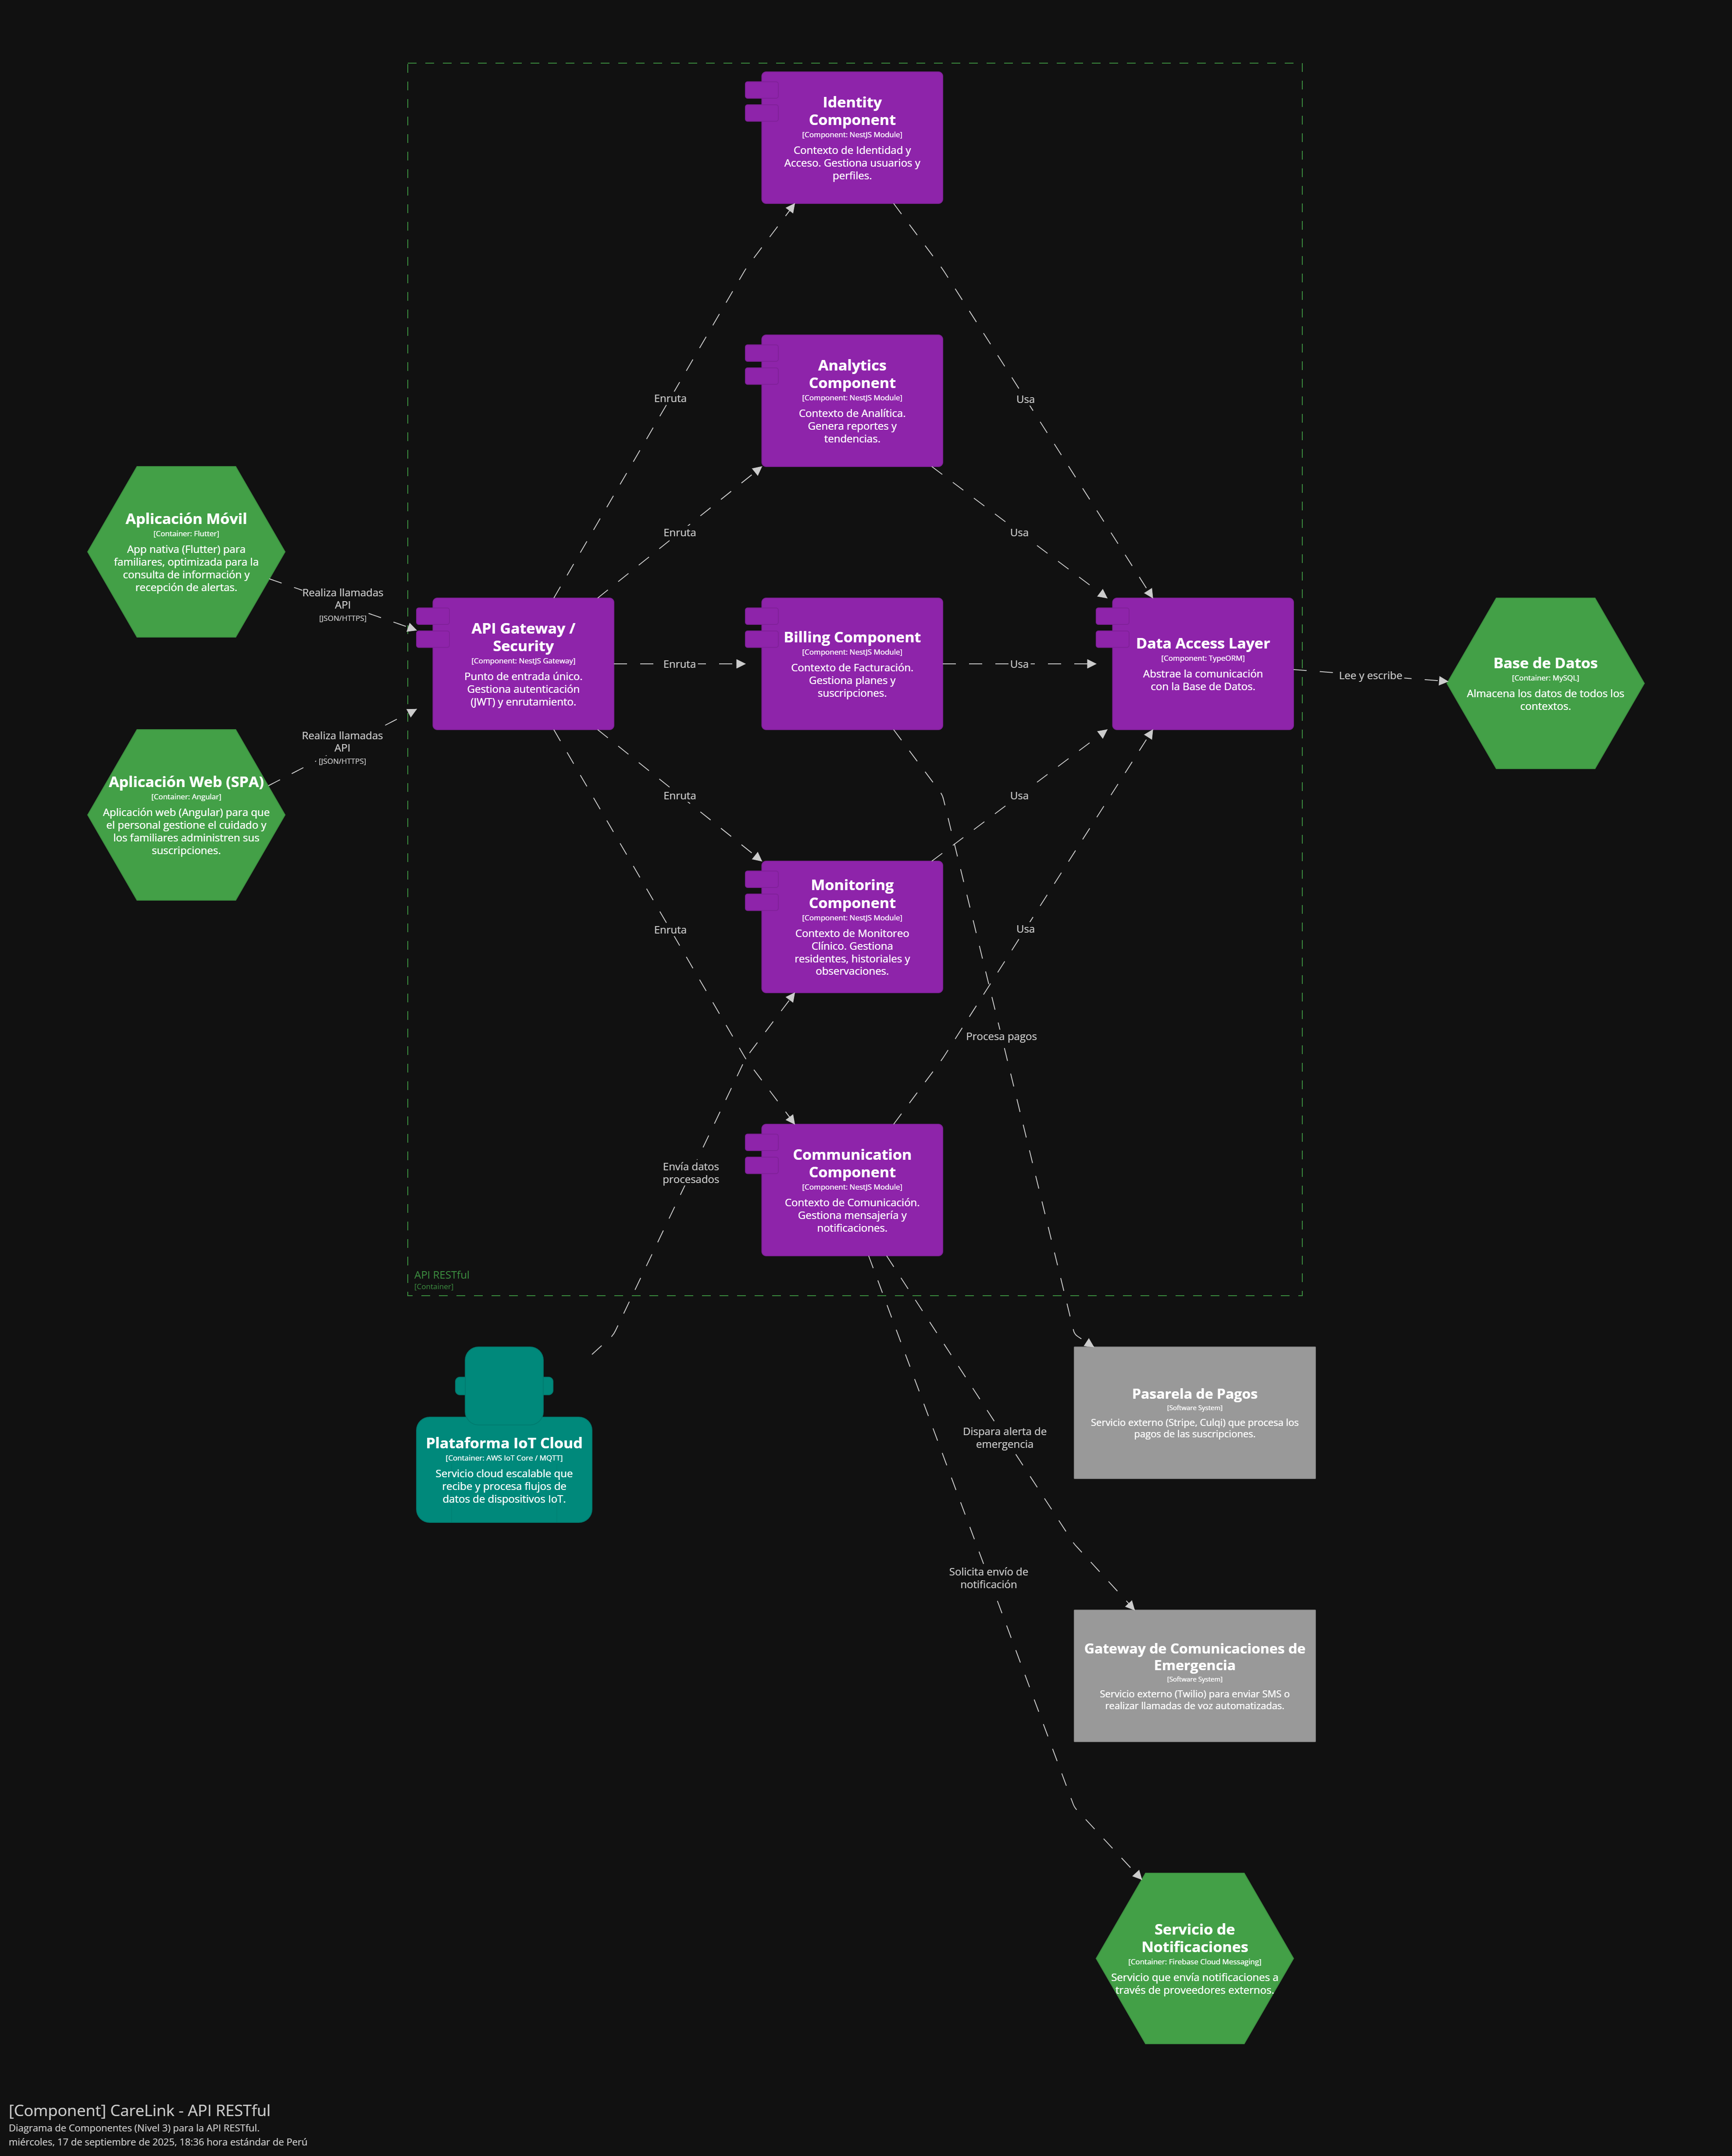 Identity
Component
[Component: NestJS Module]
Contexto de Identidad y
Acceso. Gestiona usuarios y
perfiles.
Analytics
Component
[Component: NestJS Module]
Contexto de Analítica.
Genera reportes y
tendencias.
Enruta
Usa
Enruta
Usa
Aplicación Móvil
[Container: Flutter]
App nativa (Flutter) para
familiares, optimizada para la
consulta de información y
recepción de alertas.
Realiza llamadas
API
[JSON/HTTPS]
API Gateway /
Security
[Component: NestJS Gateway]
Punto de entrada único.
Gestiona autenticación
(JWT) y enrutamiento.
Enruta
Billing Component
[Component: NestJS Module]
Contexto de Facturación.
Gestiona planes y
suscripciones.
Usa
Data Access Layer
[Component: TypeORM]
Abstrae la comunicación
con la Base de Datos.
Lee y escribe
Base de Datos
[Container: MySQL]
Almacena los datos de todos los
contextos.
Realiza llamadas
API
[JSON/HTTPS]
Aplicación Web (SPA)
[Container: Angular]
Aplicación web (Angular) para que
el personal gestione el cuidado y
los familiares administren sus
suscripciones.
Enruta
Usa
Monitoring
Component
[Component: NestJS Module]
Contexto de Monitoreo
Clínico. Gestiona
residentes, historiales y
observaciones.
Enruta
Usa
Procesa pagos
Envía datos
procesados
Communication
Component
[Component: NestJS Module]
Contexto de Comunicación.
Gestiona mensajería y
notificaciones.
API RESTful
[Container]
Plataforma IoT Cloud
[Container: AWS IoT Core / MQTT]
Servicio cloud escalable que
recibe y procesa flujos de
datos de dispositivos IoT.
Pasarela de Pagos
[Software System]
Servicio externo (Stripe, Culqi) que procesa los
pagos de las suscripciones.
Dispara alerta de
emergencia
Solicita envío de
notificación
Gateway de Comunicaciones de
Emergencia
[Software System]
Servicio externo (Twilio) para enviar SMS o
realizar llamadas de voz automatizadas.
Servicio de
Notificaciones
[Container: Firebase Cloud Messaging]
Servicio que envía notificaciones a
través de proveedores externos.
[Component] CareLink - API RESTful
Diagrama de Componentes (Nivel 3) para la API RESTful.
miércoles, 17 de septiembre de 2025, 18:36 hora estándar de Perú